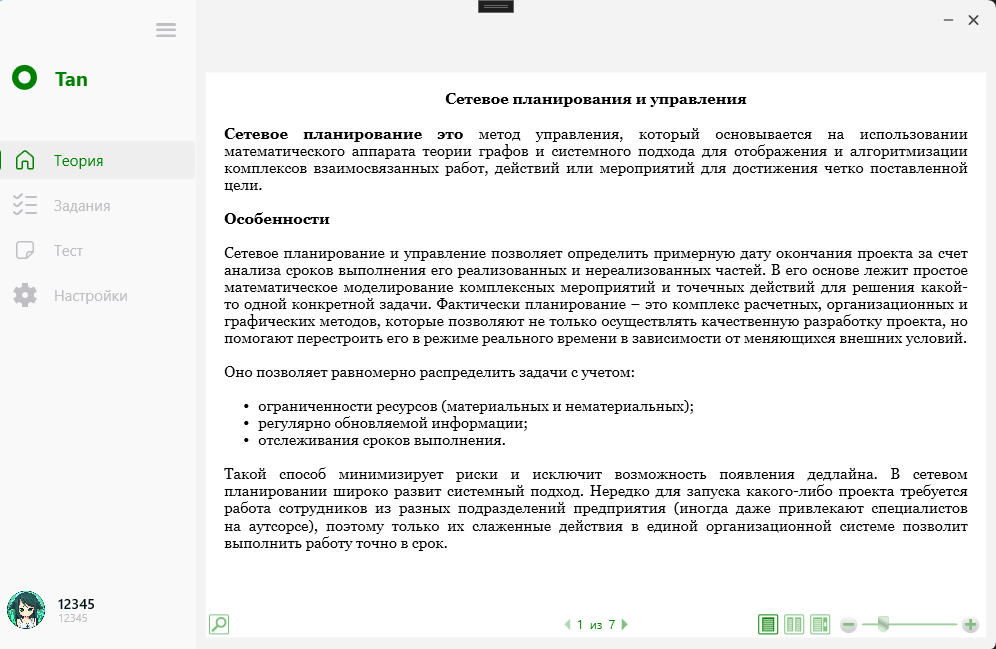 Tan
Теория
Задания
Тест
Настройки
12345
12345
Сетевое планирования и управления
Сетевое планирование это метод управления, который основывается на использовании
математического аппарата теории графов и системного подхода для отображения и алгоритмизации
комплексов взаимосвязанных работ, действий или мероприятий для достижения четко поставленной
цели.
Особенности
Сетевое планирование и управление позволяет определить примерную дату окончания проекта за счет
анализа сроков выполнения его реализованных и нереализованных частей. В его основе лежит простое
математическое моделирование комплексных мероприятий и точечных действий для решения какой-
то одной конкретной задачи. Фактически планирование – это комплекс расчетных, организационных и
графических методов, которые позволяют не только осуществлять качественную разработку проекта, но
помогают перестроить его в режиме реального времени в зависимости от меняющихся внешних условий.
Оно позволяет равномерно распределить задачи с учетом:
• ограниченности ресурсов (материальных и нематериальных);
• регулярно обновляемой информации;
• отслеживания сроков выполнения.
Такой способ минимизирует риски и исключит возможность появления дедлайна. В сетевом
планировании широко развит системный подход. Нередко для запуска какого-либо проекта требуется
работа сотрудников из разных подразделений предприятия (иногда даже привлекают специалистов
на аутсорсе), поэтому только их слаженные действия в единой организационной системе позволит
выполнить работу точно в срок.
1 из 7